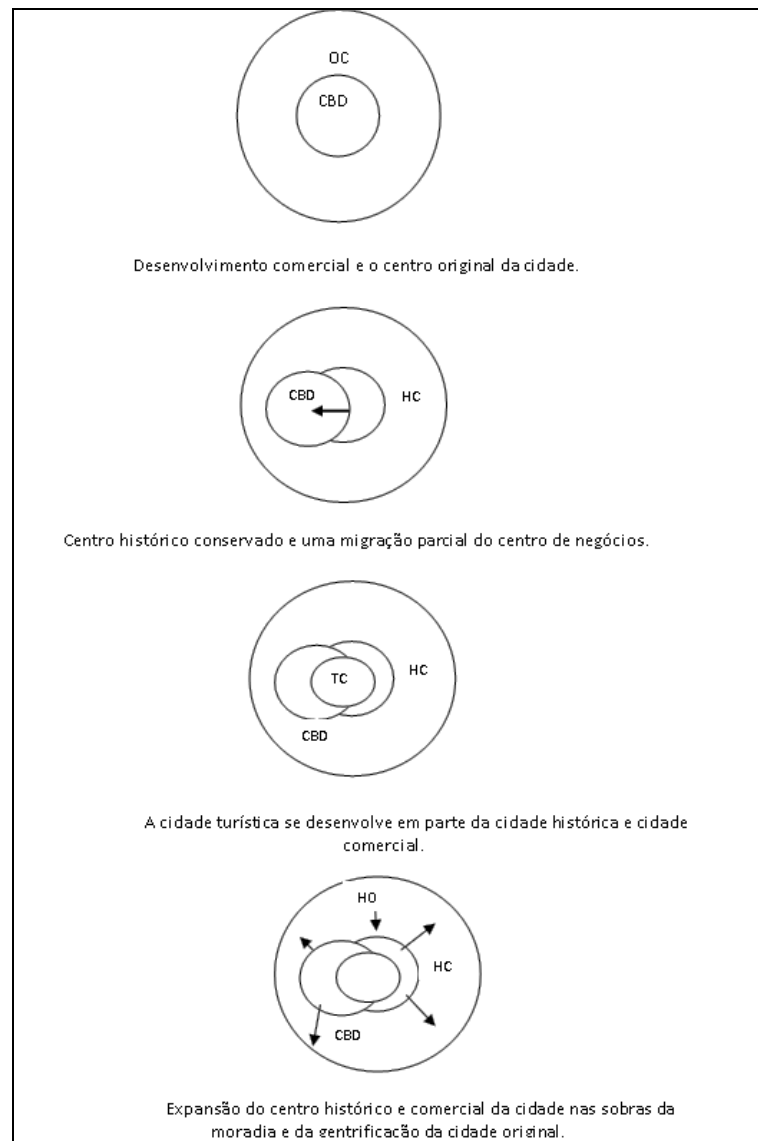 OC
CBD
Desenvolvimento comercial e o centro original da cidade.
CBD
HC
Centro histórico conservado e uma migração parcial do centro de negócios.
TC
HC
CBD
A cidade turística se desenvolve em parte da cidade histórica e cidade
comercial.
HO
HC
CBD
Expansão do centro histórico e comercial da cidade nas sobras da
moradia e da gentrificação da cidade original.